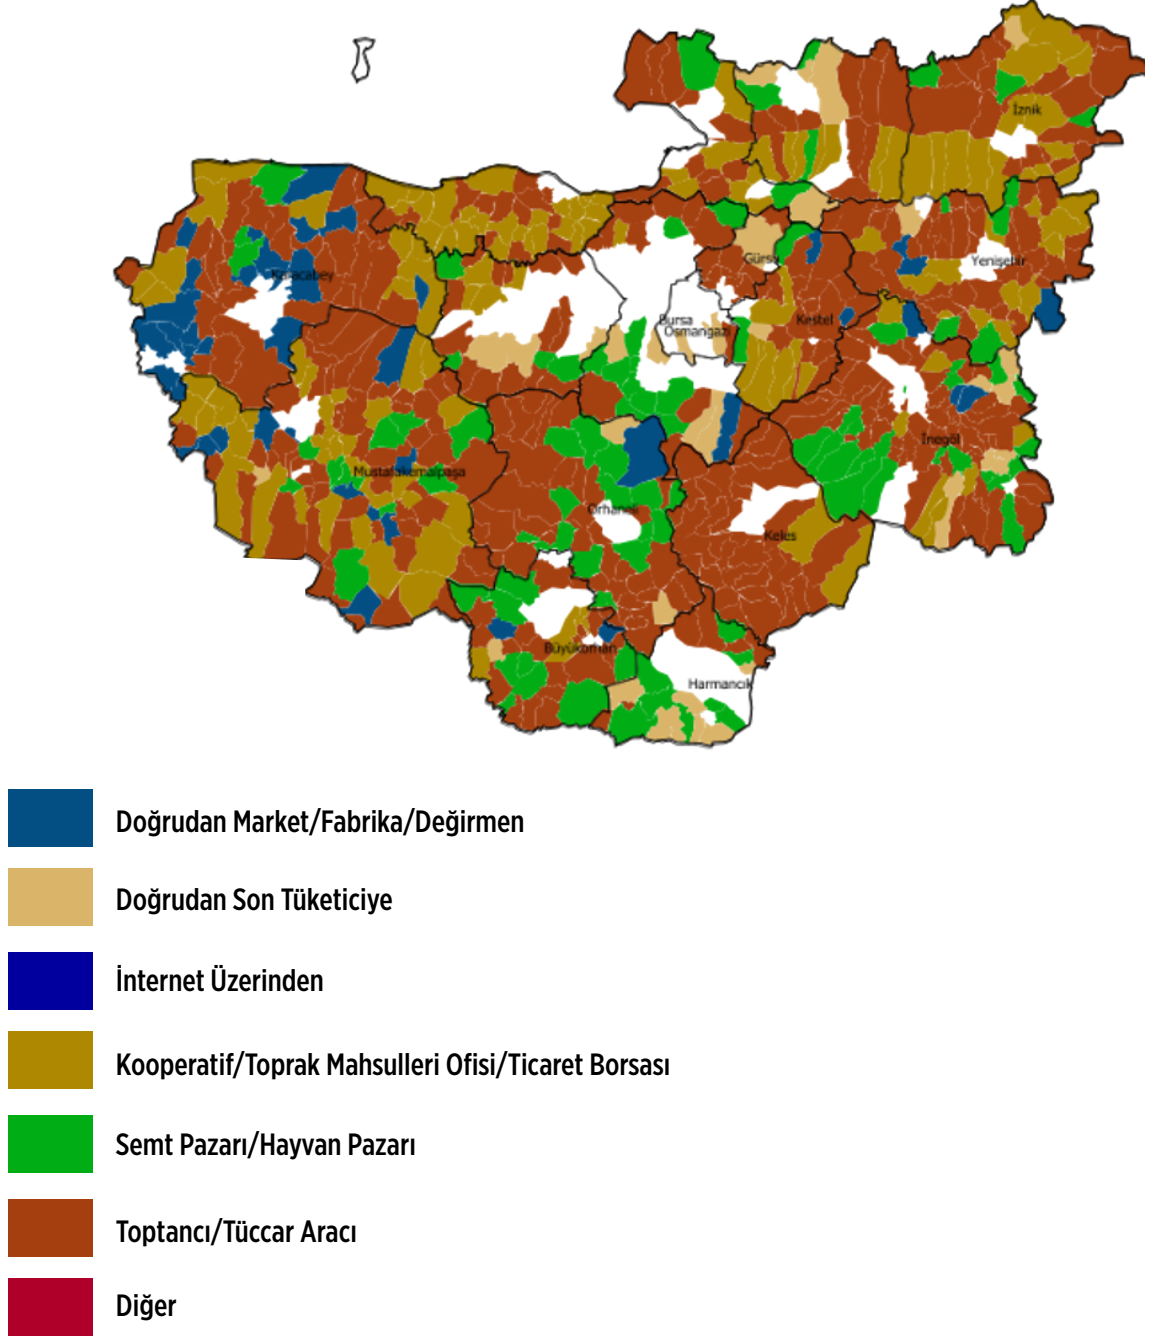 İznik
Yenişehir
Karacabey
Gürsu
Bursa
Osmangazi
Kestel
İnegöl
Mustafakemalpaşa
Orhaneli
Keles
Büyükorhan
Harmancık
Doğrudan Market/Fabrika/Değirmen
Doğrudan Son Tüketiciye
İnternet Üzerinden
Kooperatif/Toprak Mahsulleri Ofisi/Ticaret Borsası
Semt Pazarı/Hayvan Pazarı
Toptancı/Tüccar Aracı
Diğer